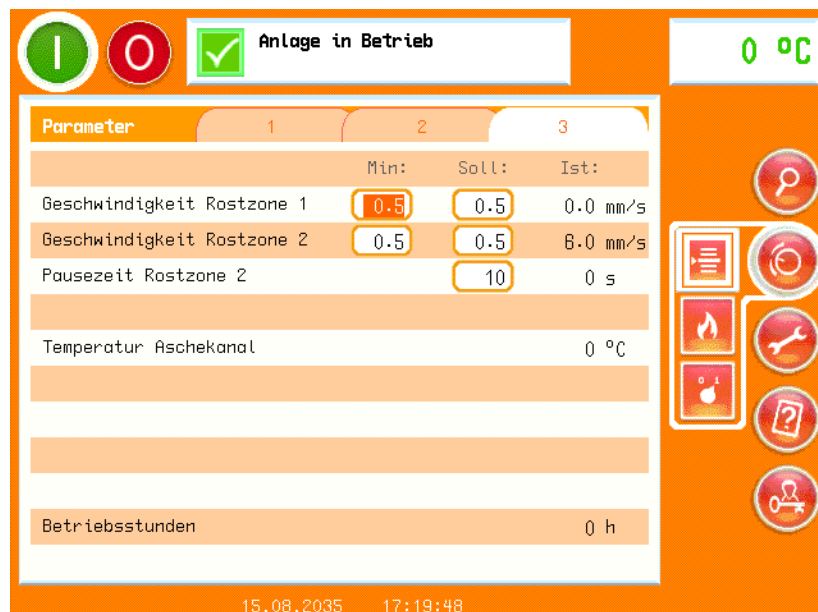 Anlage in Betrieb
0 °C
Parameter 1 2 3
Min: Soll: Ist:
Geschwindigkeit Rostzone 1 0.5 0.5 0.0 mm/s
Geschwindigkeit Rostzone 2 0.5 0.5 6.0 mm/s
Pausezeit Rostzone 2 10 0 s
Temperatur Aschekanal 0 °C
0 1
Betriebsstunden 0 h
15.08.2035 17:19:48